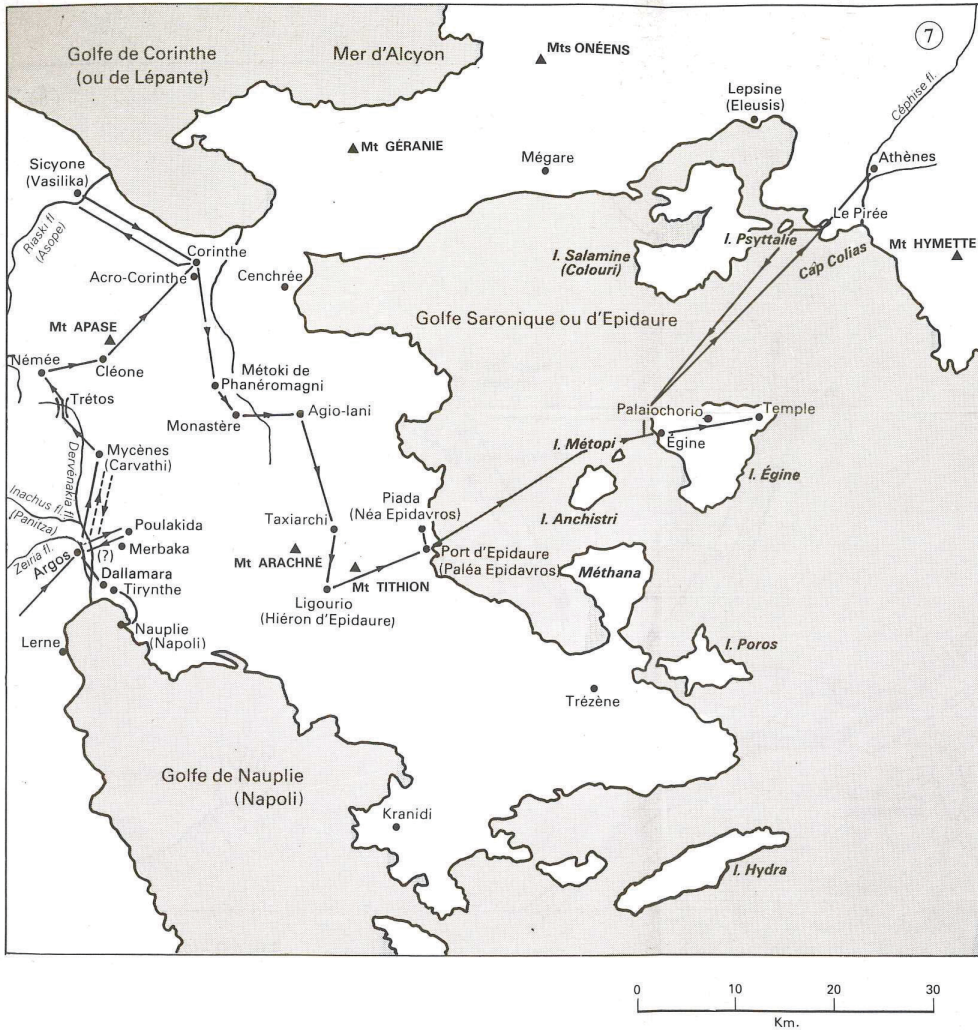 7
Golfe de Corinthe
(ou de Lépante)
Mer d'Alcyon
Mts ONÉENS
Céphise fl.
Lepsine
(Eleusis)
Mt GÉRANIE
Mégare
Athènes
Sicyone
(Vasilika)
Riaski fl
(Asope)
Le Pirée
I. Psyttalie
Mt HYMETTE
I. Salamine
(Colouri)
Cap Colias
Corinthe
Acro-Corinthe
Cenchrée
Golfe Saronique ou d'Epidaure
Mt APASE
Némée
Cléone
Métoki de
Phanéromagni
Trétos
Monastère
Agio-Iani
Palaiochorio
Temple
Égine
I. Métopi
I. Égine
Mycènes
(Carvathi)
Dervénakia fl.
Inachus fl.
(Panitza)
I. Anchistri
Piada
(Néa Epidavros)
Poulakida
Taxiarchi
Zeiria fl.
Argos
(?)
Merbaka
Mt ARACHNÉ
Port d'Epidaure
(Paléa Epidavros)
Mt TITHION
Méthana
Dallamara
Tirynthe
Ligourio
(Hiéron d'Epidaure)
Nauplie
(Napoli)
Lerne
I. Poros
Trézène
Golfe de Nauplie
(Napoli)
Kranidi
I. Hydra
0 10 20 30
Km.